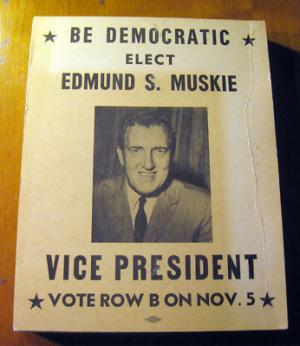 ★ BE DEMOCRATIC ★
ELECT
EDMUND S. MUSKIE
VICE PRESIDENT
★ VOTE ROW B ON NOV. 5 ★